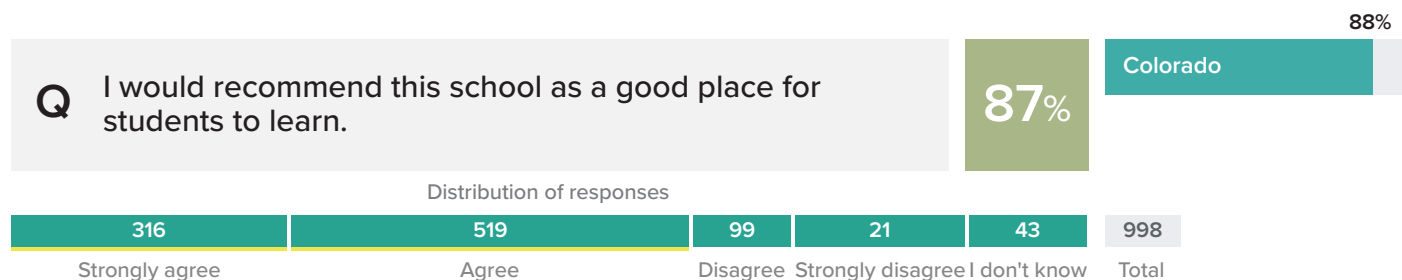 88%
Q
I would recommend this school as a good place for
students to learn.
87%
Colorado
Distribution of responses
316 519 99 21 43 998
Strongly agree Agree Disagree Strongly disagree I don't know Total